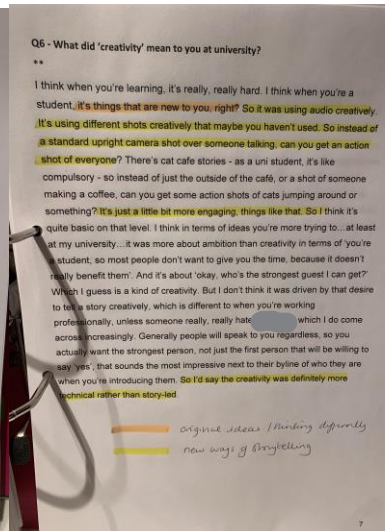 Q6 - What did 'creativity' mean to you at university?
**
I think when you're learning, it's really, really hard. I think when you're a
student, it's things that are new to you, right? So it was using audio creatively.
It's using different shots creatively that maybe you haven't used. So instead of
a standard upright camera shot over someone talking, can you get an action
shot of everyone? There's cat cafe stories - as a uni student, it's like
compulsory - so instead of just the outside of the café, or a shot of someone
making a coffee, can you get some action shots of cats jumping around or
something? It's just a little bit more engaging, things like that. So I think it's
quite basic on that level. I think in terms of ideas you're more trying to...at least
at my university...it was more about ambition than creativity in terms of 'you're
a student, so most people don't want to give you the time, because it doesn't
really benefit them'. And it's about 'okay, who's the strongest guest I can get?'
Which I guess is a kind of creativity. But I don't think it was driven by that desire
to tell a story creatively, which is different to when you're working
professionally, unless someone really, really hate which I do come
across increasingly. Generally people will speak to you regardless, so you
actually want the strongest person, not just the first person that will be willing to
say 'yes', that sounds the most impressive next to their byline of who they are
when you're introducing them. So I'd say the creativity was definitely more
technical rather than story-led.
original ideas / thinking differently
new ways of storytelling
7